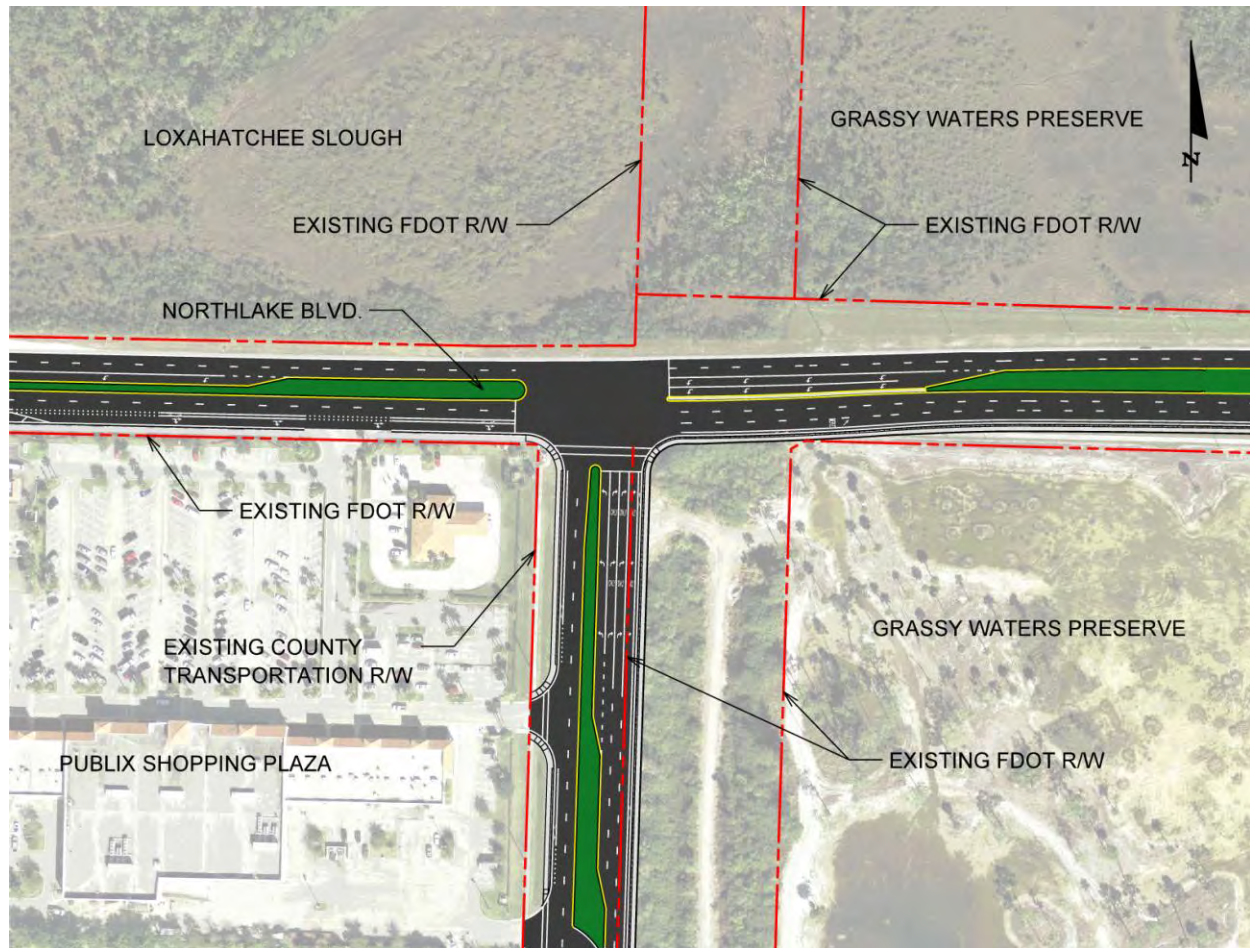 LOXAHATCHEE SLOUGH
GRASSY WATERS PRESERVE
N
EXISTING FDOT R/W
EXISTING FDOT R/W
NORTHLAKE BLVD.
EXISTING FDOT R/W
EXISTING COUNTY
TRANSPORTATION R/W
GRASSY WATERS PRESERVE
PUBLIX SHOPPING PLAZA
EXISTING FDOT R/W